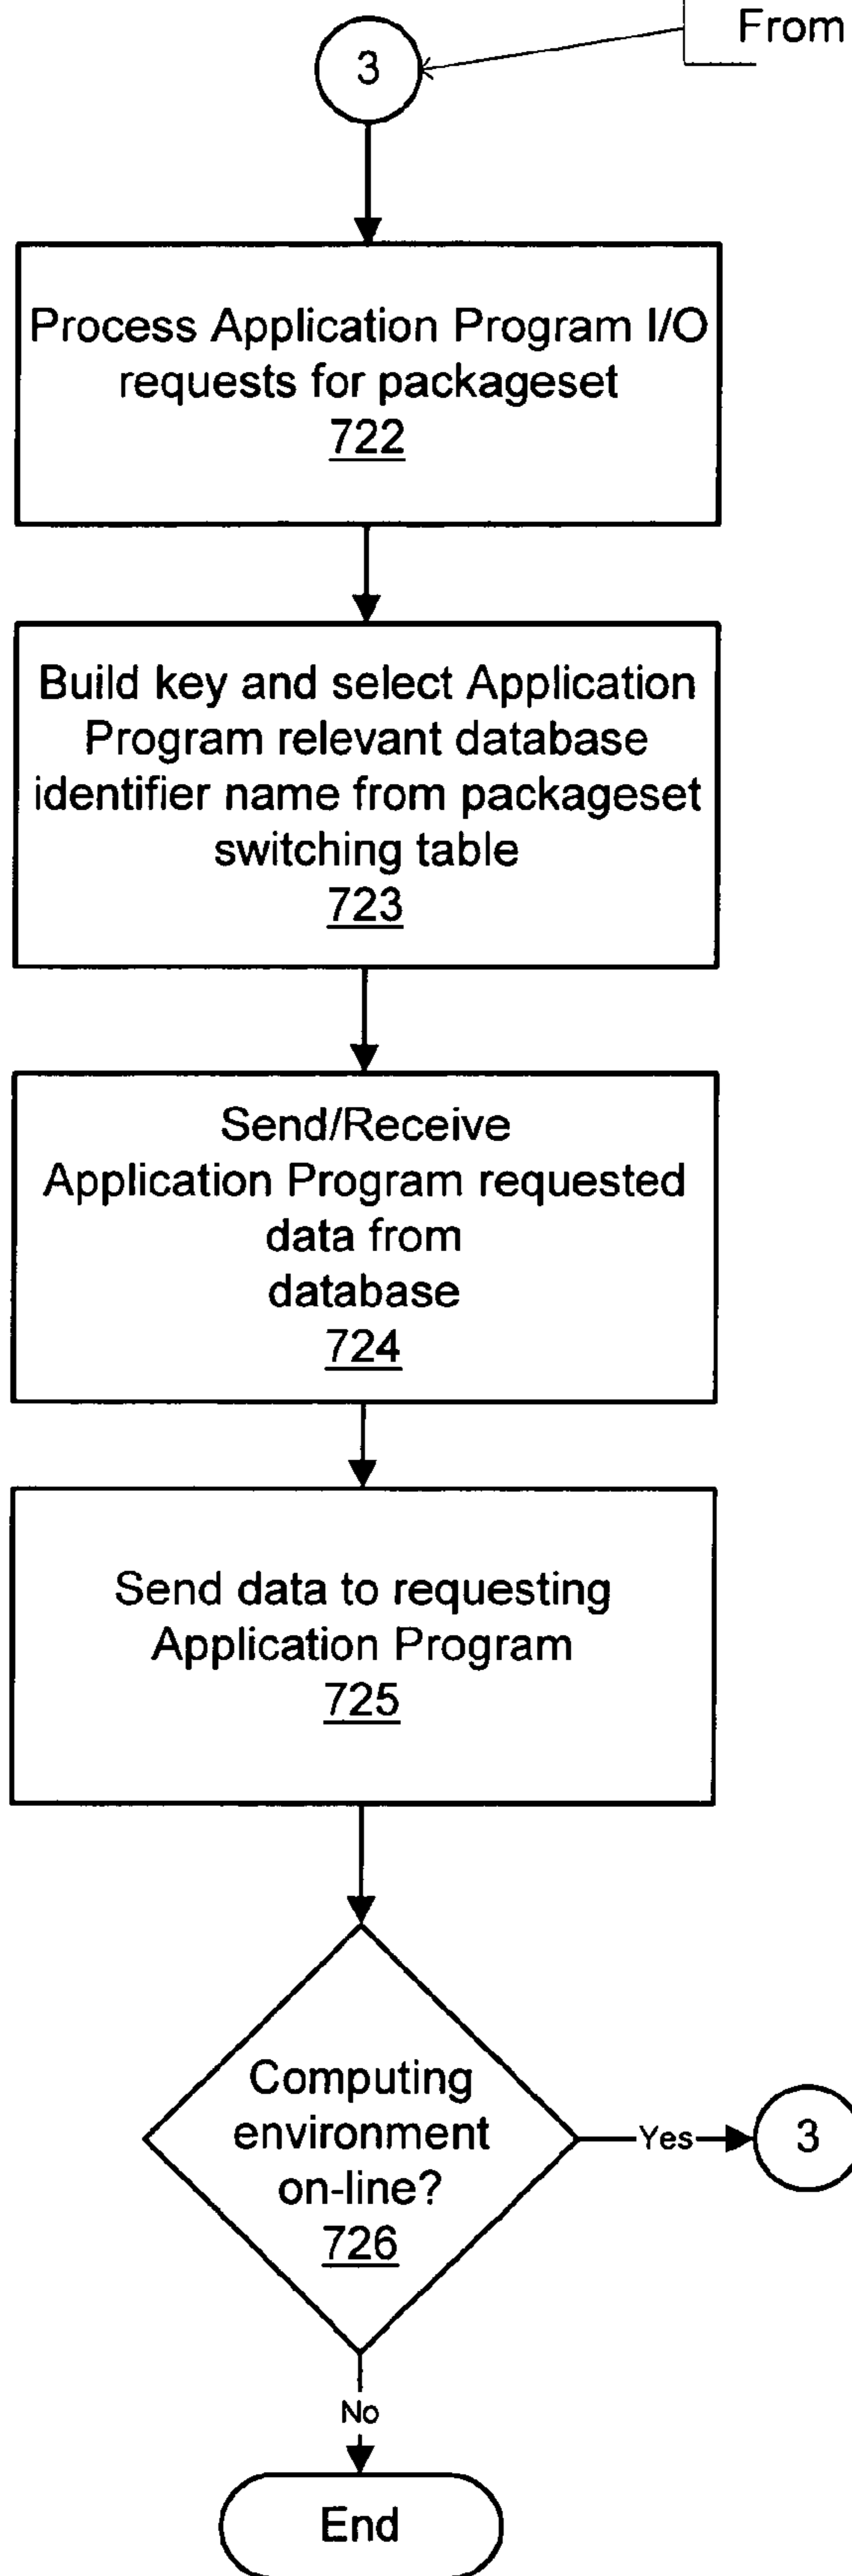 From
3
Process Application Program I/O
requests for packageset
722
Build key and select Application
Program relevant database
identifier name from packageset
switching table
723
Send/Receive
Application Program requested
data from
database
724
Send data to requesting
Application Program
725
Computing
environment
on-line?
726
Yes
3
No
End